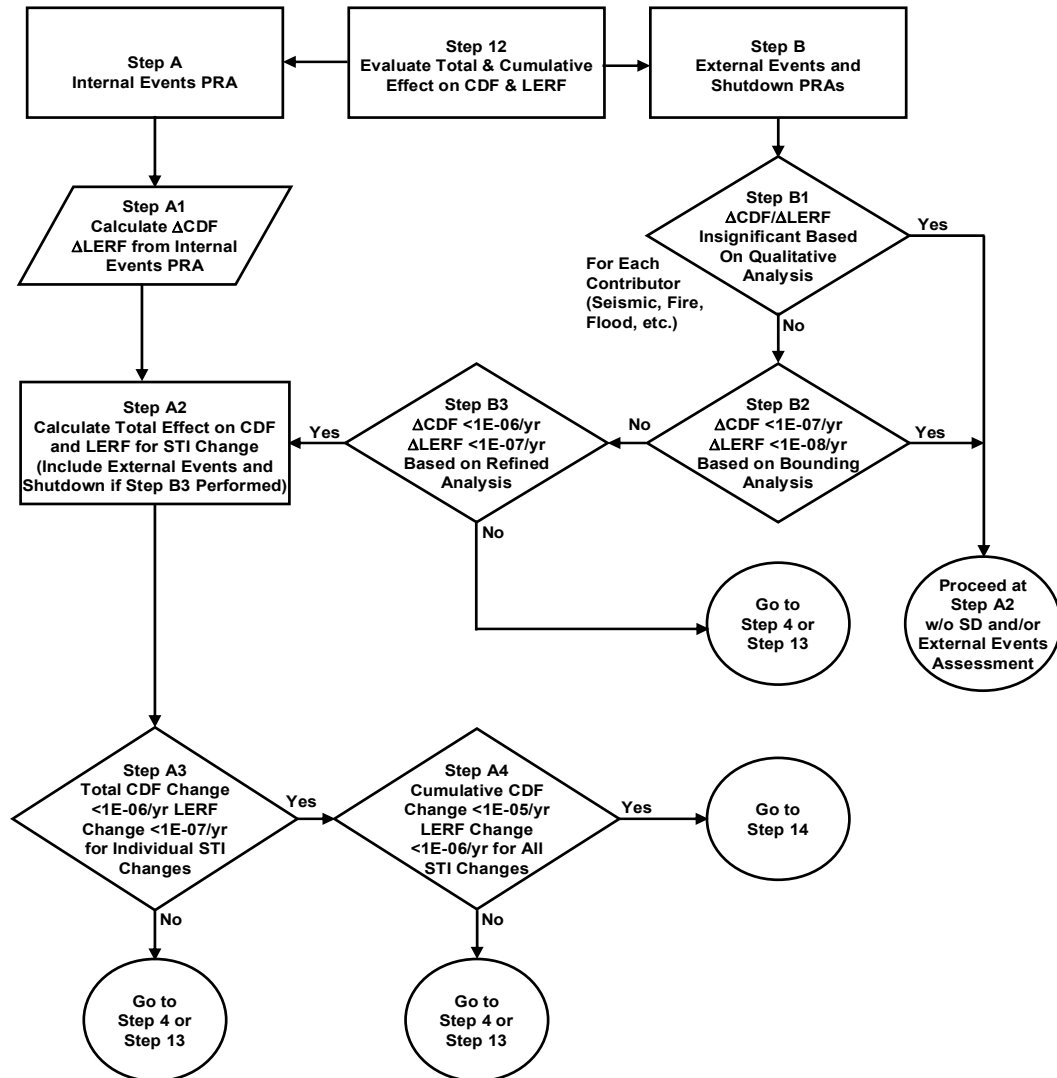 Step A
Internal Events PRA
Step 12
Evaluate Total & Cumulative
Effect on CDF & LERF
Step B
External Events and
Shutdown PRAs
Step A1
Calculate ΔCDF
ΔLERF from Internal
Events PRA
Step B1
ΔCDF/ΔLERF
Insignificant Based
On Qualitative
Analysis
Yes
For Each
Contributor
(Seismic, Fire,
Flood, etc.)
No
Step A2
Calculate Total Effect on CDF
and LERF for STI Change
(Include External Events and
Shutdown if Step B3 Performed)
Yes
Step B3
ΔCDF <1E-06/yr
ΔLERF <1E-07/yr
Based on Refined
Analysis
No
Step B2
ΔCDF <1E-07/yr
ΔLERF <1E-08/yr
Based on Bounding
Analysis
Yes
No
Go to
Step 4 or
Step 13
Proceed at
Step A2
w/o SD and/or
External Events
Assessment
Step A3
Total CDF Change
<1E-06/yr LERF
Change <1E-07/yr
for Individual STI
Changes
Yes
Step A4
Cumulative CDF
Change <1E-05/yr
LERF Change
<1E-06/yr for All
STI Changes
Yes
Go to
Step 14
No
No
Go to
Step 4 or
Step 13
Go to
Step 4 or
Step 13